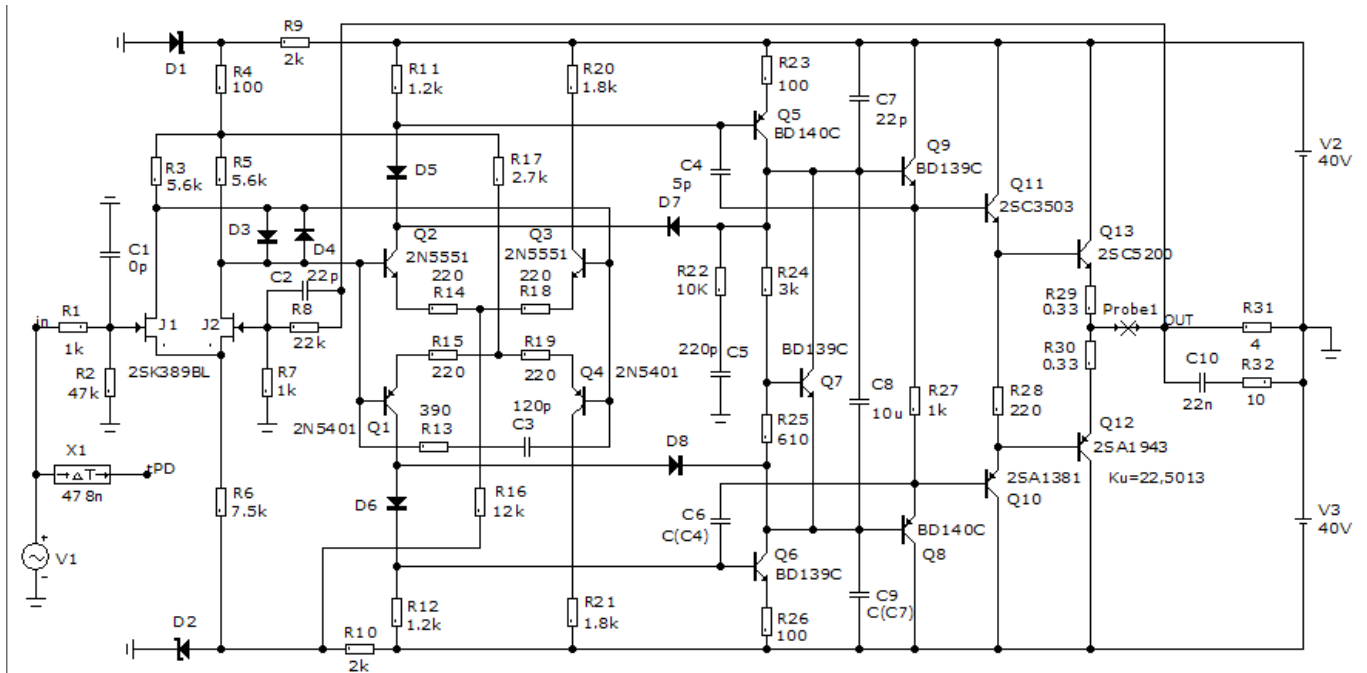 R9
2k
D1
R4
100
R11
1.2k
R20
1.8k
R23
100
C7
22p
Q5
BD140C
Q9
BD139C
V2
40V
R3
5.6k
R5
5.6k
R17
2.7k
D5
C4
5p
Q11
2SC3503
D7
C1
0p
D3
D4
Q2
2N5551
220
R14
Q3
2N5551
220
R18
Q13
2SC5200
C2
22p
R22
10K
R24
3k
R29
0.33
Probe1
OUT
R31
4
in
R1
1k
J1
J2
R8
22k
2SK389BL
R2
47k
R7
1k
R15
220
R19
220
Q4
2N5401
220p
C5
BD139C
Q7
C8
10u
R27
1k
R28
220
R30
0.33
C10
22n
R32
10
2N5401
Q1
390
R13
120p
C3
R25
610
Q12
2SA1943
Ku=22,5013
X1
ΔT
478n
tPD
D8
2SA1381
Q10
R6
7.5k
D6
R16
12k
C6
C(C4)
BD140C
Q8
V3
40V
V1
+
-
Q6
BD139C
C9
C(C7)
D2
R10
2k
R12
1.2k
R21
1.8k
R26
100